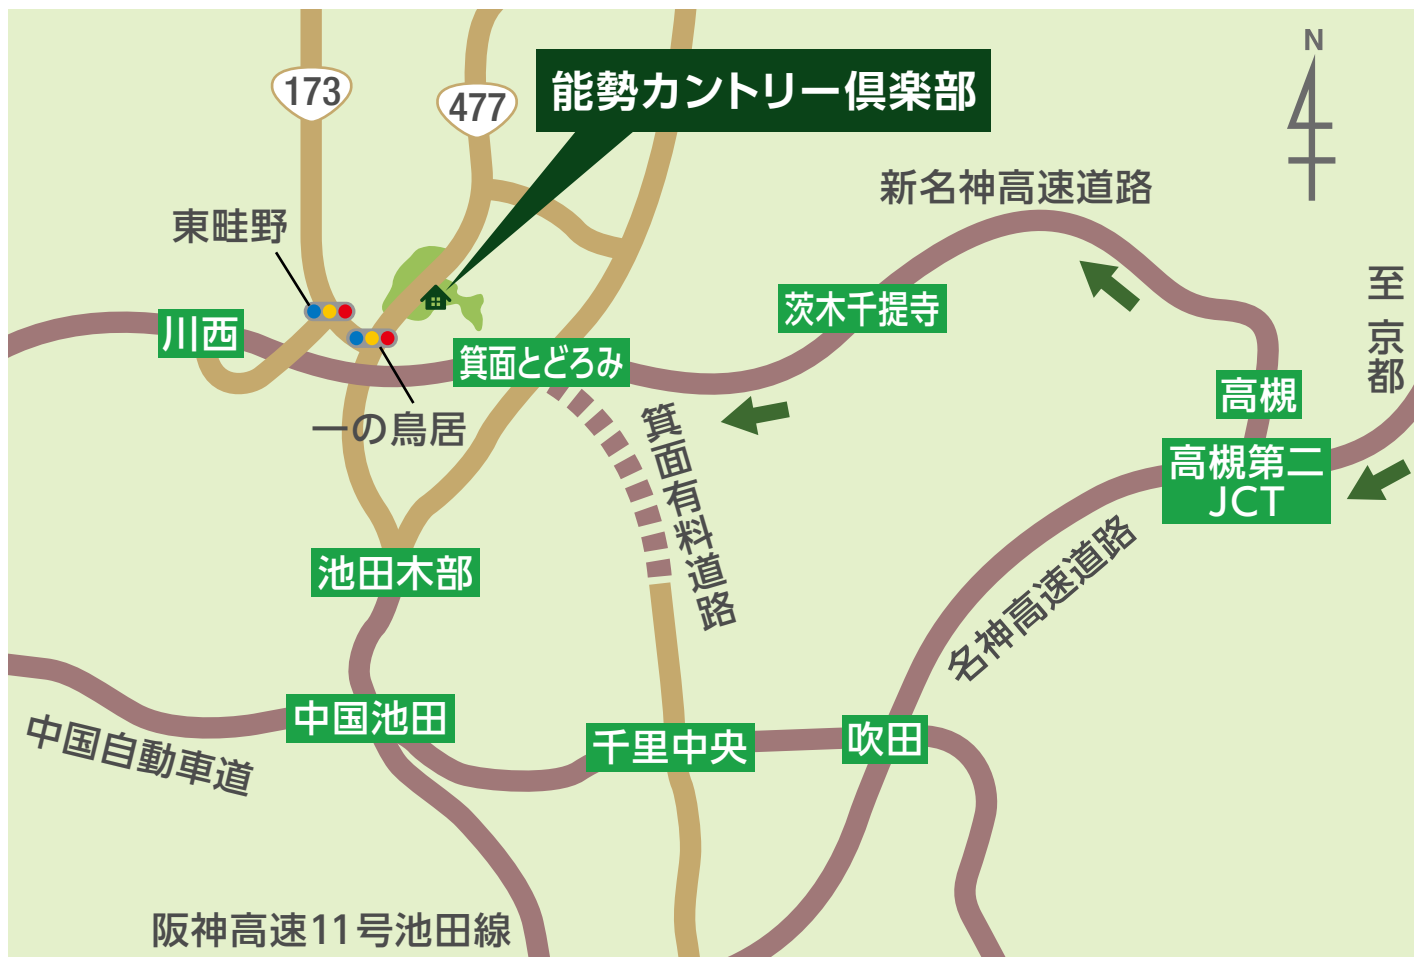 N
173
477
能勢カントリー倶楽部
新名神高速道路
東畦野
至 京都
茨木千提寺
川西
箕面とどろみ
高槻
一の鳥居
箕面有料道路
高槻第二
JCT
池田木部
名神高速道路
中国池田
千里中央
吹田
中国自動車道
阪神高速11号池田線